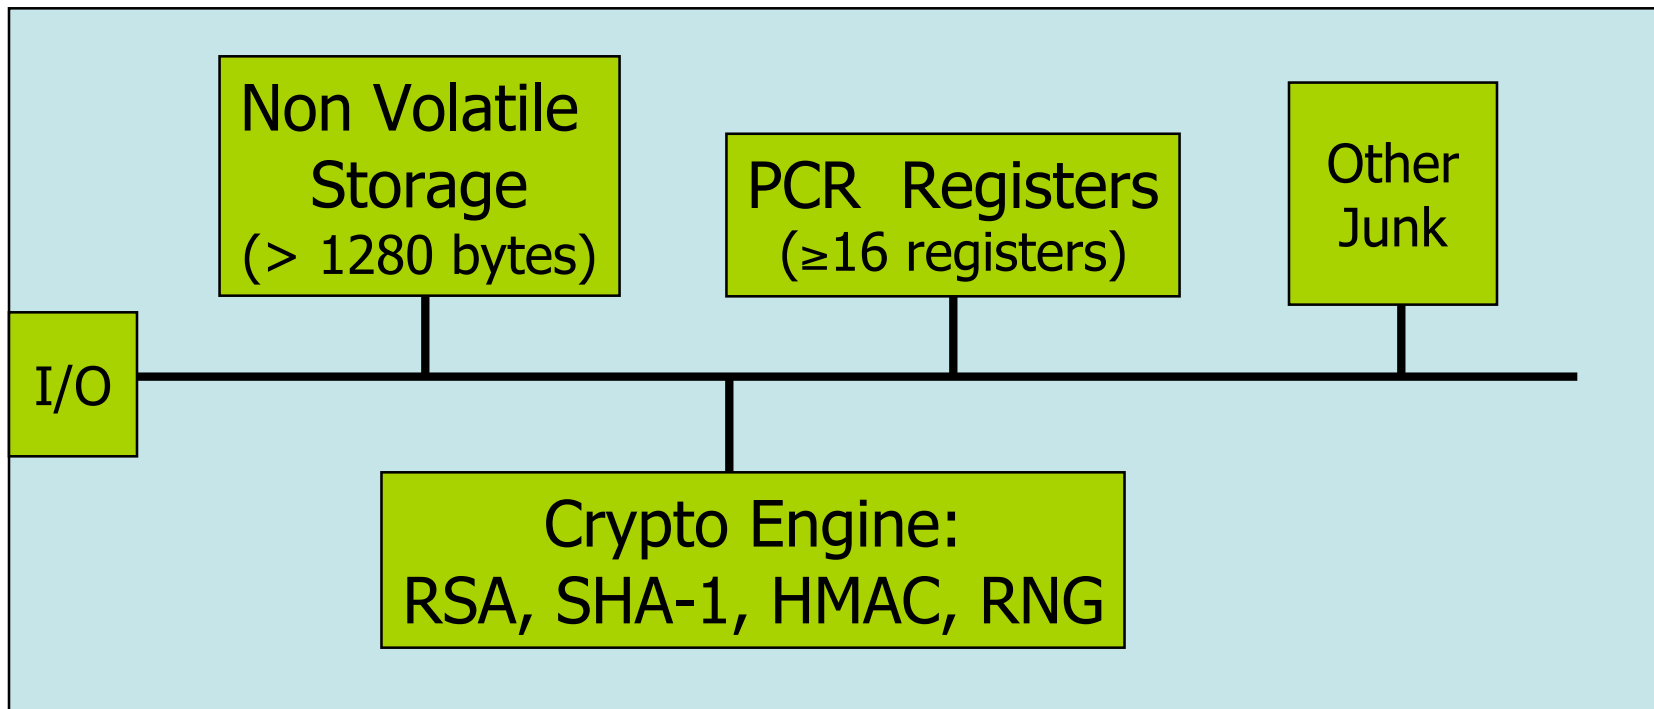 Non Volatile
Storage
(> 1280 bytes)
PCR Registers
(≥16 registers)
Other
Junk
I/O
Crypto Engine:
RSA, SHA-1, HMAC, RNG